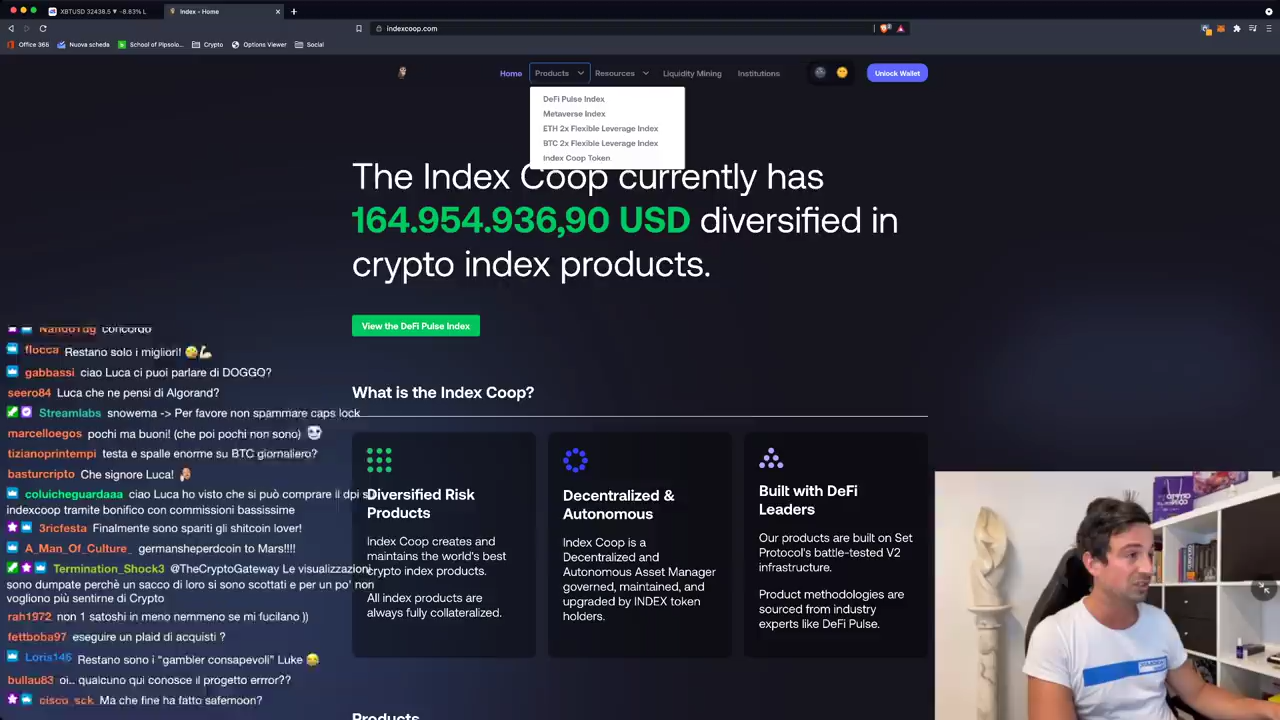 XBTUSD 32438.5 ▼ -8.83% L
Index - Home
indexcoop.com
Office 365
Nuova scheda
School of Pipsolo...
Crypto
Options Viewer
Social
Home
Products
Resources
Liquidity Mining
Institutions
Unlock Wallet
DeFi Pulse Index
Metaverse Index
ETH 2x Flexible Leverage Index
BTC 2x Flexible Leverage Index
Index Coop Token
The Index Coop currently has
164.954.936,90 USD diversified in
crypto index products.
View the DeFi Pulse Index
What is the Index Coop?
Diversified Risk
Products
Index Coop creates and
maintains the world's best
crypto index products.
All index products are
always fully collateralized.
Decentralized &
Autonomous
Index Coop is a
Decentralized and
Autonomous Asset Manager
governed, maintained, and
upgraded by INDEX token
holders.
Built with DeFi
Leaders
Our products are built on Set
Protocol's battle-tested V2
infrastructure.
Product methodologies are
sourced from industry
experts like DeFi Pulse.
Products
concordo
flocca Restano solo i migliori!
gabbassi ciao Luca ci puoi parlare di DOGGO?
seero84 Luca che ne pensi di Algorand?
Streamlabs snowema -> Per favore non spammare caps lock
marcelloegos pochi ma buoni! (che poi pochi non sono)
tizianoprintempi testa e spalle enorme su BTC giornaliero?
basturcripto Che signore Luca!
coluicheguardaaa ciao Luca ho visto che si può comprare il dpi su
indexcoop tramite bonifico con commissioni bassissime
3ricfesta Finalmente sono spariti gli shitcoin lover!
A_Man_Of_Culture_ germansheperdcoin to Mars!!!!
Termination_Shock3 @TheCryptoGateway Le visualizzazioni
sono dumpate perchè un sacco di loro si sono scottati e per un po' non
vogliono più sentirne di Crypto
rah1972 non 1 satoshi in meno nemmeno se mi fucilano ))
fettboba97 eseguire un plaid di acquisti ?
Loris146 Restano sono i “gambler consapevoli” Luke
bullau83 oi.. qualcuno qui conosce il progetto errror??
cisco_sck Ma che fine ha fatto safemoon?